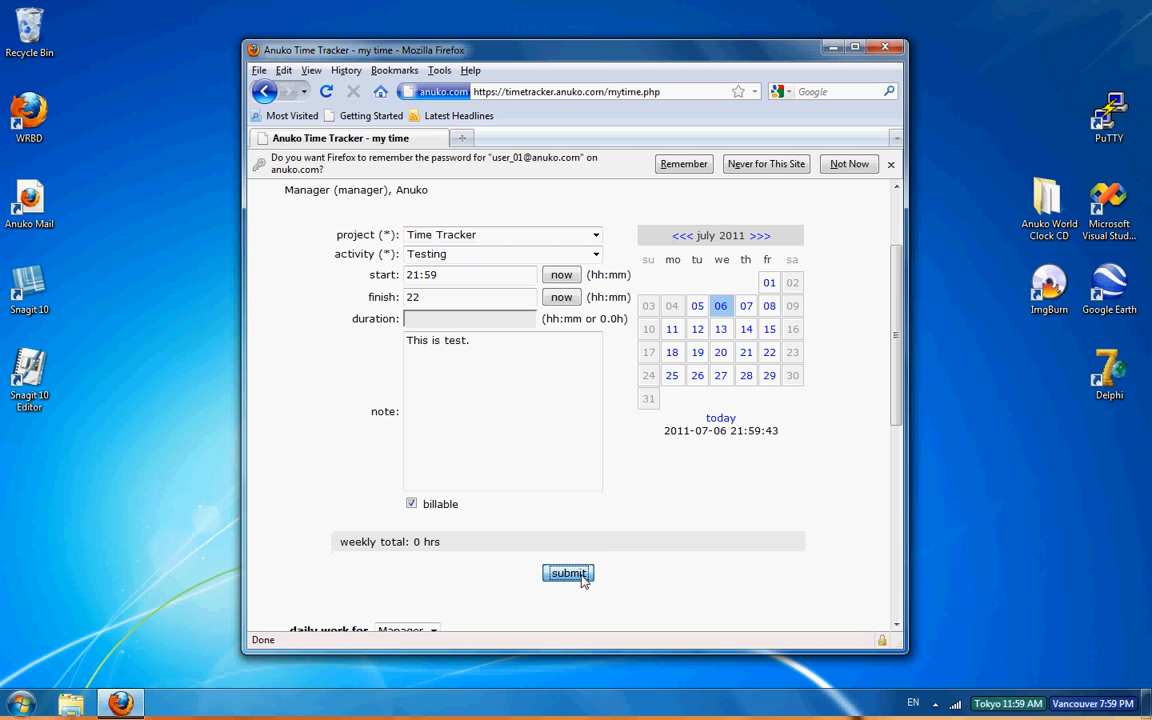 Recycle Bin
WRBD
Anuko Mail
Snagit 10
Snagit 10
Editor
Anuko Time Tracker - my time - Mozilla Firefox
File Edit View History Bookmarks Tools Help
anuko.com https://timetracker.anuko.com/mytime.php
Google
Most Visited Getting Started Latest Headlines
Anuko Time Tracker - my time
Do you want Firefox to remember the password for "user_01@anuko.com" on
anuko.com?
Remember Never for This Site Not Now
Manager (manager), Anuko
project (*): Time Tracker
activity (*): Testing
start: 21:59 now (hh:mm)
finish: 22 now (hh:mm)
duration: (hh:mm or 0.0h)
note: This is test.
billable
<<< july 2011 >>>
su mo tu we th fr sa
01 02
03 04 05 06 07 08 09
10 11 12 13 14 15 16
17 18 19 20 21 22 23
24 25 26 27 28 29 30
31
today
2011-07-06 21:59:43
weekly total: 0 hrs
submit
daily work for Manager
Done
PuTTY
Anuko World
Clock CD
Microsoft
Visual Stud...
ImgBurn
Google Earth
Delphi
EN
Tokyo 11:59 AM
Vancouver 7:59 PM